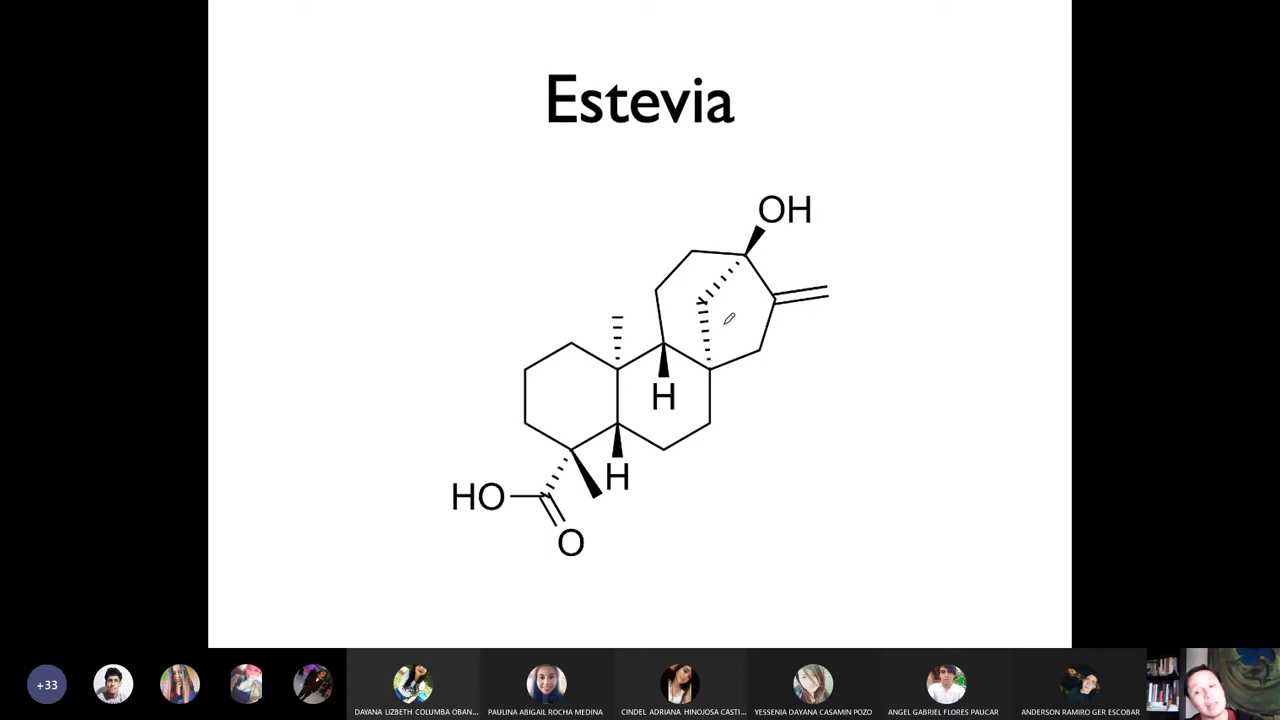 Estevia
OH
H
H
HO
O
+33
DAYANA LIZBETH COLUMBA OBAN...
PAULINA ABIGAIL ROCHA MEDINA
CINDEL ADRIANA HINOJOSA CASTI...
YESSENIA DAYANA CASAMIN POZO
ANGEL GABRIEL FLORES PAUCAR
ANDERSON RAMIRO GER ESCOBAR